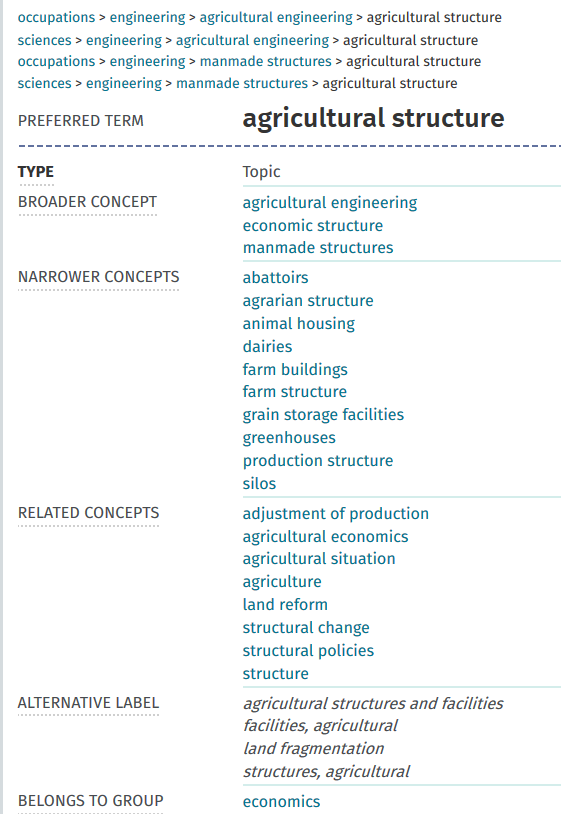 occupations > engineering > agricultural engineering > agricultural structure
sciences > engineering > agricultural engineering > agricultural structure
occupations > engineering > manmade structures > agricultural structure
sciences > engineering > manmade structures > agricultural structure
PREFERRED TERM agricultural structure
TYPE Topic
BROADER CONCEPT agricultural engineering
economic structure
manmade structures
NARROWER CONCEPTS abattoirs
agrarian structure
animal housing
dairies
farm buildings
farm structure
grain storage facilities
greenhouses
production structure
silos
RELATED CONCEPTS adjustment of production
agricultural economics
agricultural situation
agriculture
land reform
structural change
structural policies
structure
ALTERNATIVE LABEL agricultural structures and facilities
facilities, agricultural
land fragmentation
structures, agricultural
BELONGS TO GROUP economics